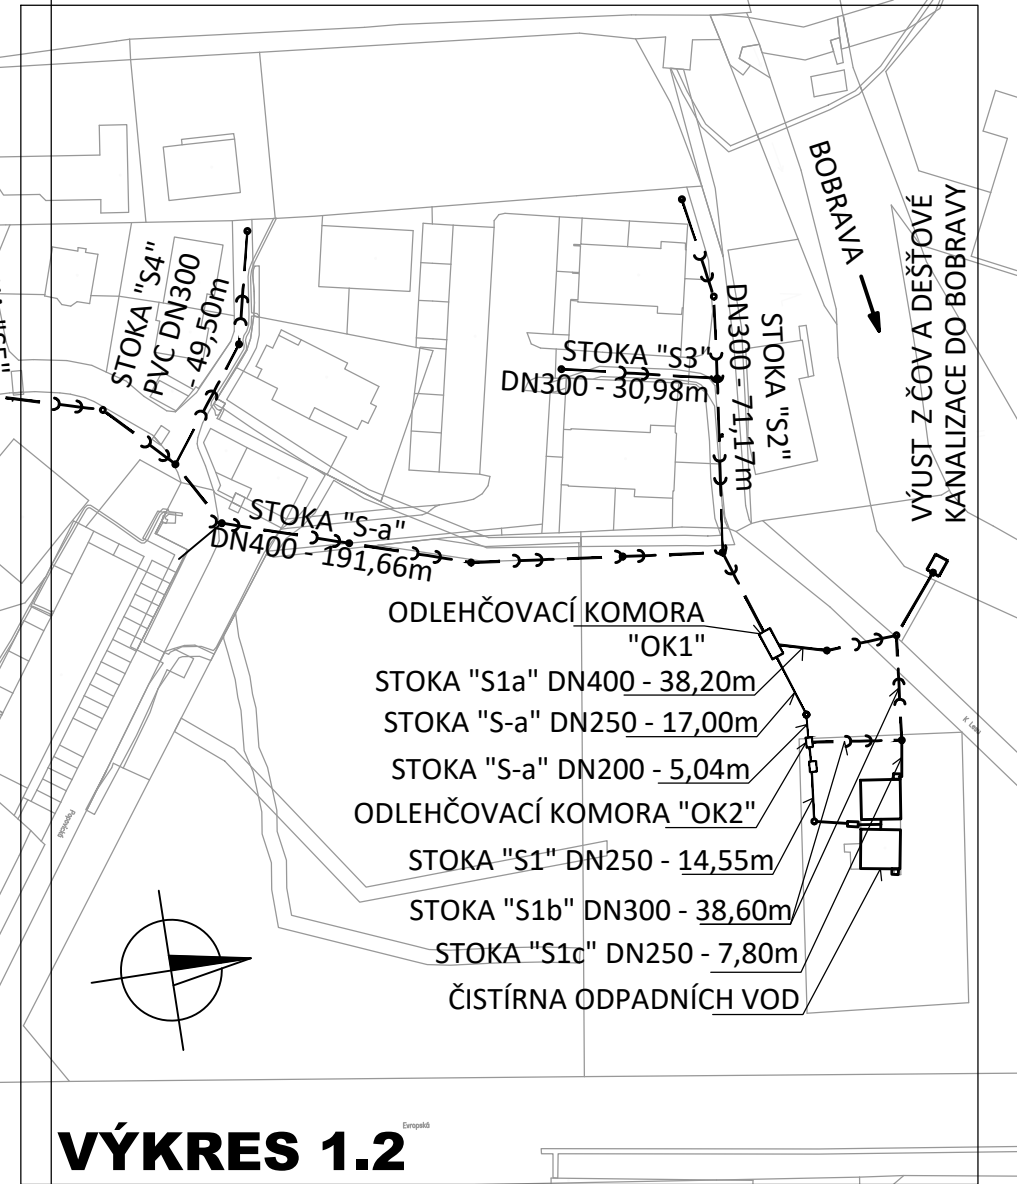 BOBRAVA
VÝUST Z ČOV A DEŠŤOVÉ
KANALIZACE DO BOBRAVY
STOKA "S4"
PVC DN300
- 49,50m
STOKA "S3"
DN300 - 30,98m
STOKA "S2"
DN300 - 71,17m
STOKA "S-a"
DN400 - 191,66m
ODLEHČOVACÍ KOMORA
"OK1"
STOKA "S1a" DN400 - 38,20m
STOKA "S-a" DN250 - 17,00m
STOKA "S-a" DN200 - 5,04m
ODLEHČOVACÍ KOMORA "OK2"
STOKA "S1" DN250 - 14,55m
STOKA "S1b" DN300 - 38,60m
STOKA "S1c" DN250 - 7,80m
ČISTÍRNA ODPADNÍCH VOD
Evropská
VÝKRES 1.2